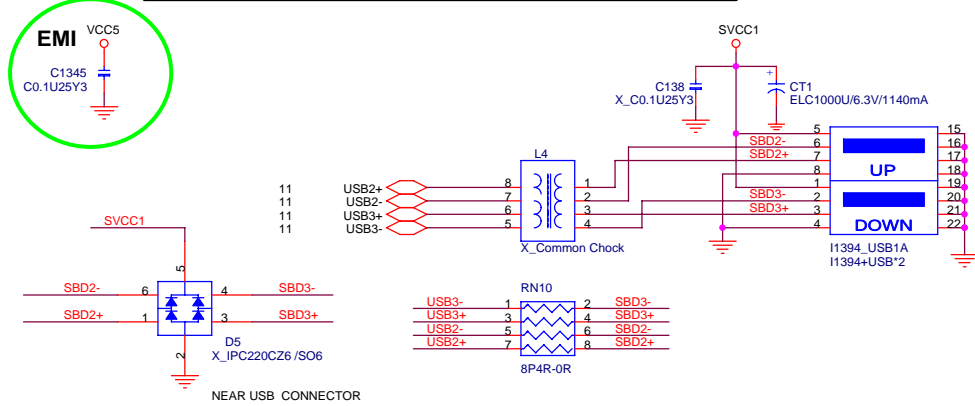 EMI
VCC5
C1345
C0.1U25Y3
SVCC1
C138
X_C0.1U25Y3
+
CT1
ELC1000U/6.3V/1140mA
L4
11 USB2+ 8 1
11 USB2- 7 2
11 USB3+ 6 3
11 USB3- 5 4
X_Common Chock
5 15
SBD2- 6 16
SBD2+ 7 17
8 UP 18
1 19
SBD3- 2 20
SBD3+ 3 21
4 DOWN 22
I1394_USB1A
I1394+USB*2
SVCC1
5
SBD2- 6 4 SBD3-
SBD2+ 1 3 SBD3+
2
D5
X_IPC220CZ6 /SO6
NEAR USB CONNECTOR
RN10
USB3- 1 2 SBD3-
USB3+ 3 4 SBD3+
USB2- 5 6 SBD2-
USB2+ 7 8 SBD2+
8P4R-0R